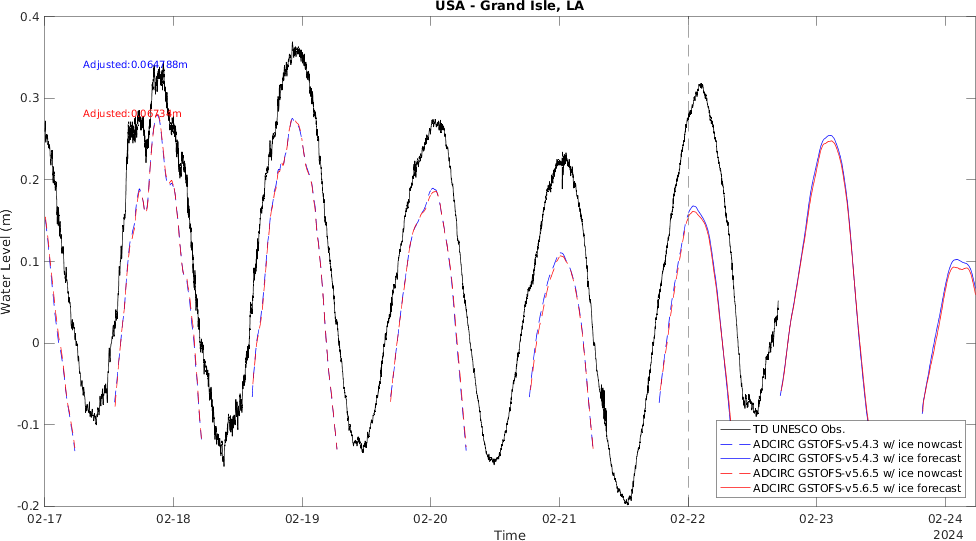 USA - Grand Isle, LA
0.4
Adjusted:0.064788m
0.3
Adjusted:0.06734m
0.2
0.1
0
-0.1
-0.2
Water Level (m)
TD UNESCO Obs.
ADCIRC GSTOFS-v5.4.3 w/ ice nowcast
ADCIRC GSTOFS-v5.4.3 w/ ice forecast
ADCIRC GSTOFS-v5.6.5 w/ ice nowcast
ADCIRC GSTOFS-v5.6.5 w/ ice forecast
02-17 02-18 02-19 02-20 02-21 02-22 02-23 02-24
Time
2024